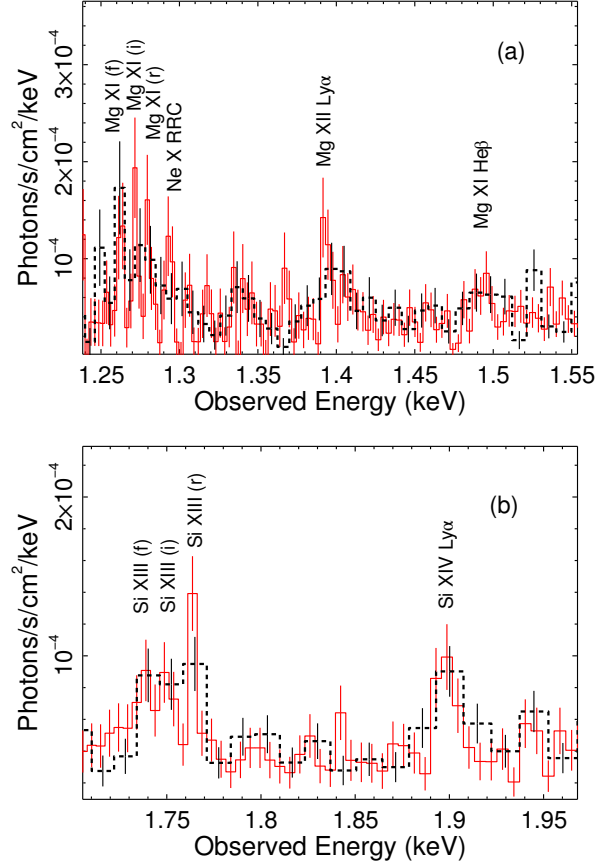 (a)
3×10⁻⁴
2×10⁻⁴
10⁻⁴
Photons/s/cm²/keV
Mg XI (f)
Mg XI (i)
Mg XI (r)
Ne X RRC
Mg XII Lyα
Mg XI Heβ
1.25 1.3 1.35 1.4 1.45 1.5 1.55
Observed Energy (keV)
(b)
2×10⁻⁴
10⁻⁴
Photons/s/cm²/keV
Si XIII (f)
Si XIII (i)
Si XIII (r)
Si XIV Lyα
1.75 1.8 1.85 1.9 1.95
Observed Energy (keV)